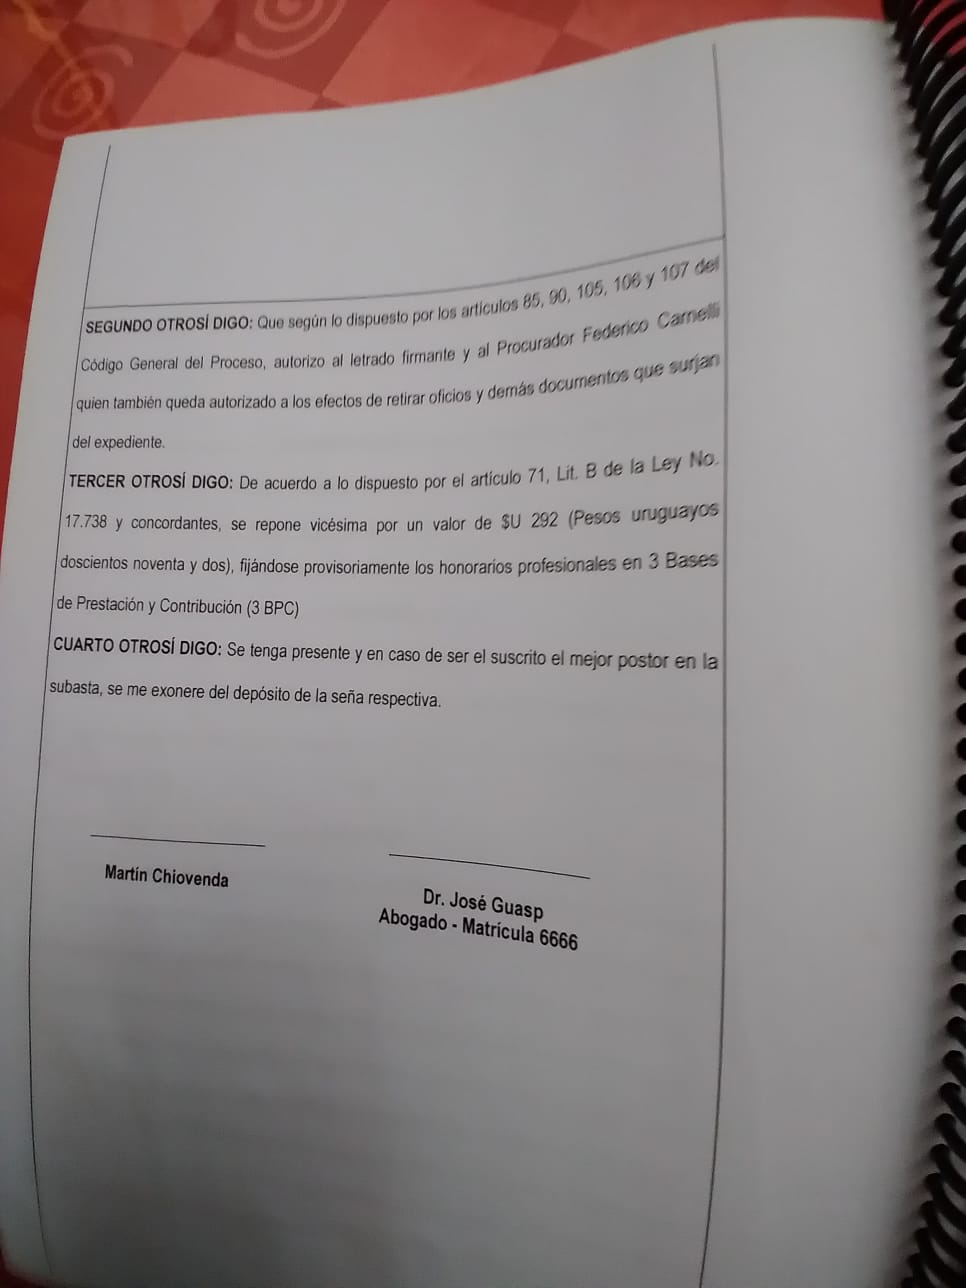 SEGUNDO OTROSÍ DIGO: Que según lo dispuesto por los artículos 85, 90, 105, 106 y 107 del
Código General del Proceso, autorizo al letrado firmante y al Procurador Federico Carnelli
quien también queda autorizado a los efectos de retirar oficios y demás documentos que surjan
del expediente.
TERCER OTROSÍ DIGO: De acuerdo a lo dispuesto por el artículo 71, Lit. B de la Ley No.
17.738 y concordantes, se repone vicésima por un valor de $U 292 (Pesos uruguayos
doscientos noventa y dos), fijándose provisoriamente los honorarios profesionales en 3 Bases
de Prestación y Contribución (3 BPC)
CUARTO OTROSÍ DIGO: Se tenga presente y en caso de ser el suscrito el mejor postor en la
subasta, se me exonere del depósito de la seña respectiva.
Martín Chiovenda
Dr. José Guasp
Abogado - Matrícula 6666